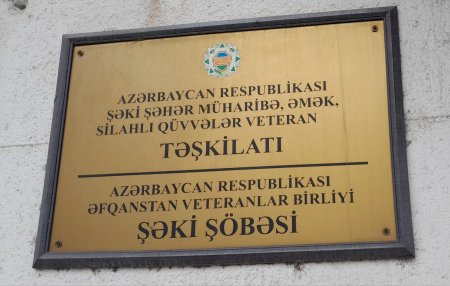 AZƏRBAYCAN RESPUBLİKASI
ŞƏKİ ŞƏHƏR MÜHARİBƏ, ƏMƏK,
SİLAHLI QÜVVƏLƏR VETERAN
TƏŞKİLATI
AZƏRBAYCAN RESPUBLİKASI
ƏFQANSTAN VETERANLAR BİRLİYİ
ŞƏKİ ŞÖBƏSİ